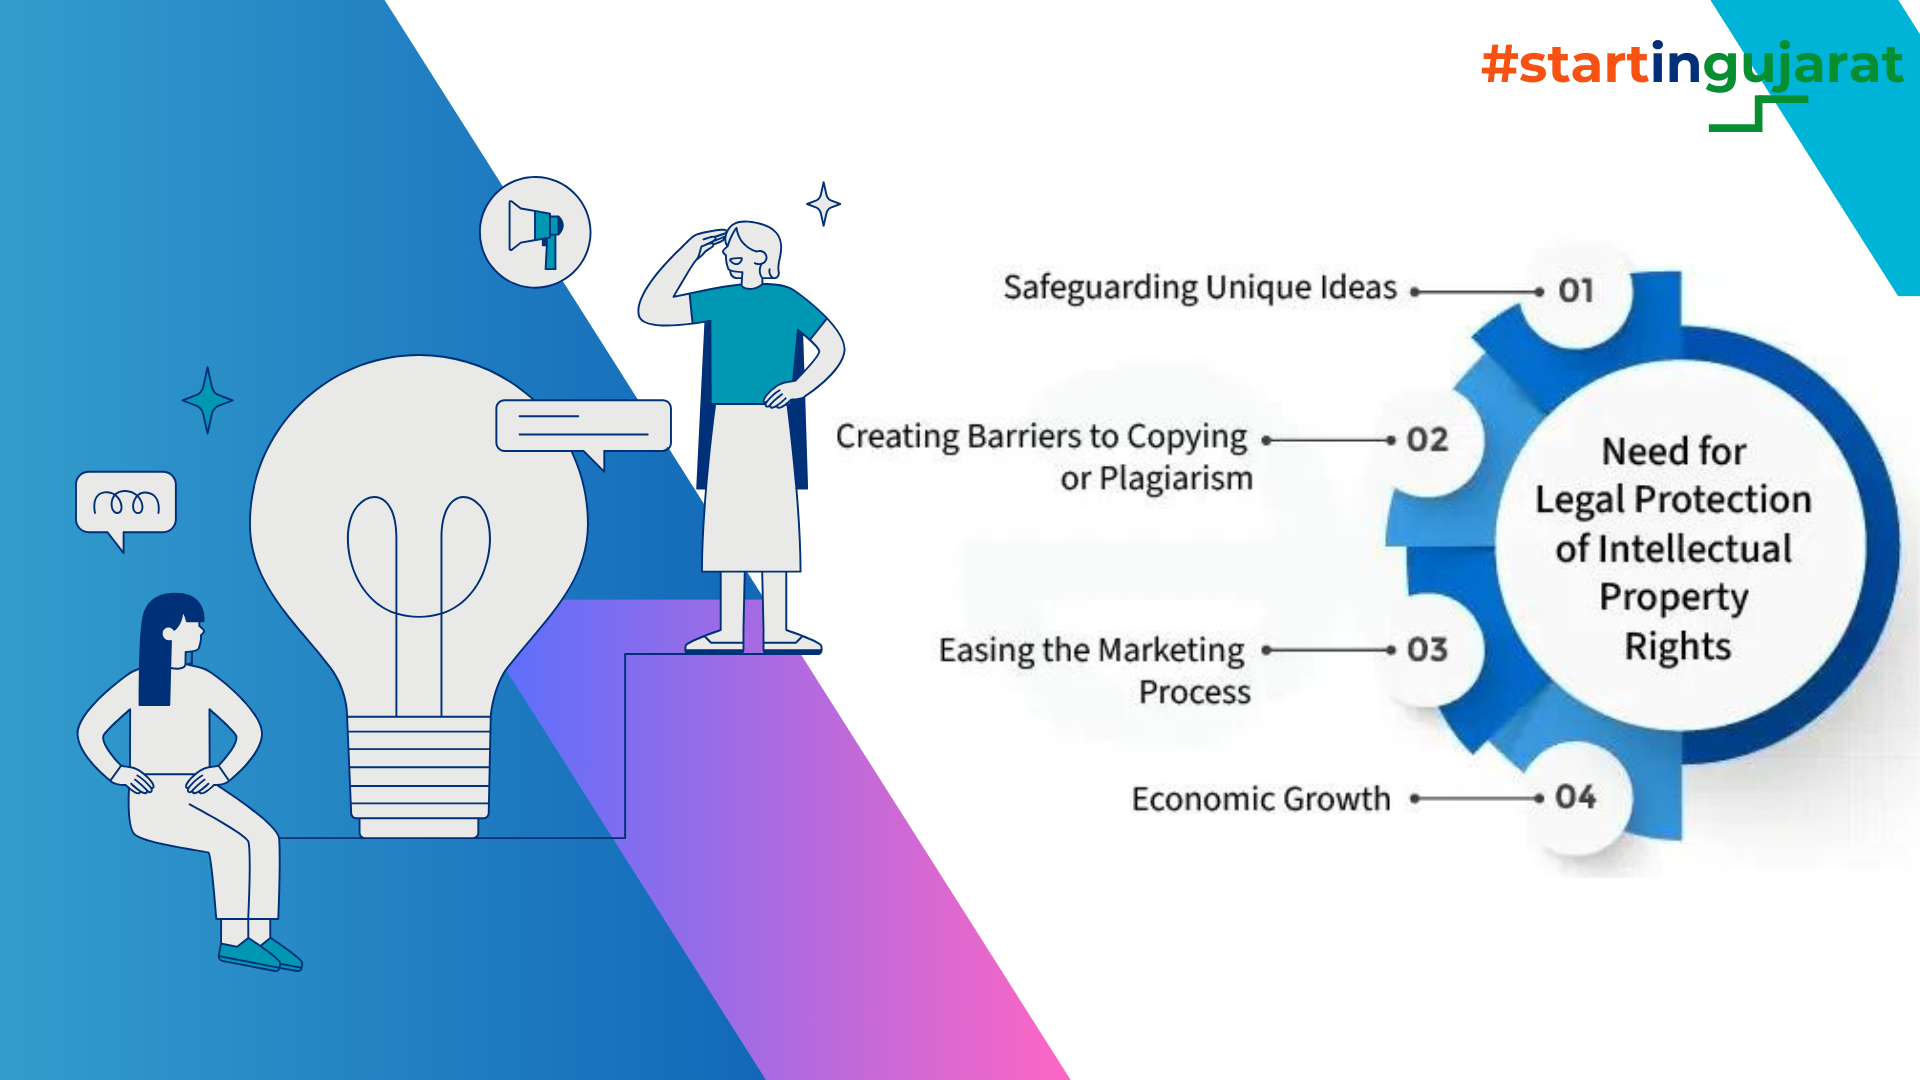 #startingujarat
Safeguarding Unique Ideas
01
Creating Barriers to Copying
or Plagiarism
02
Easing the Marketing
Process
03
Economic Growth
04
Need for
Legal Protection
of Intellectual
Property
Rights